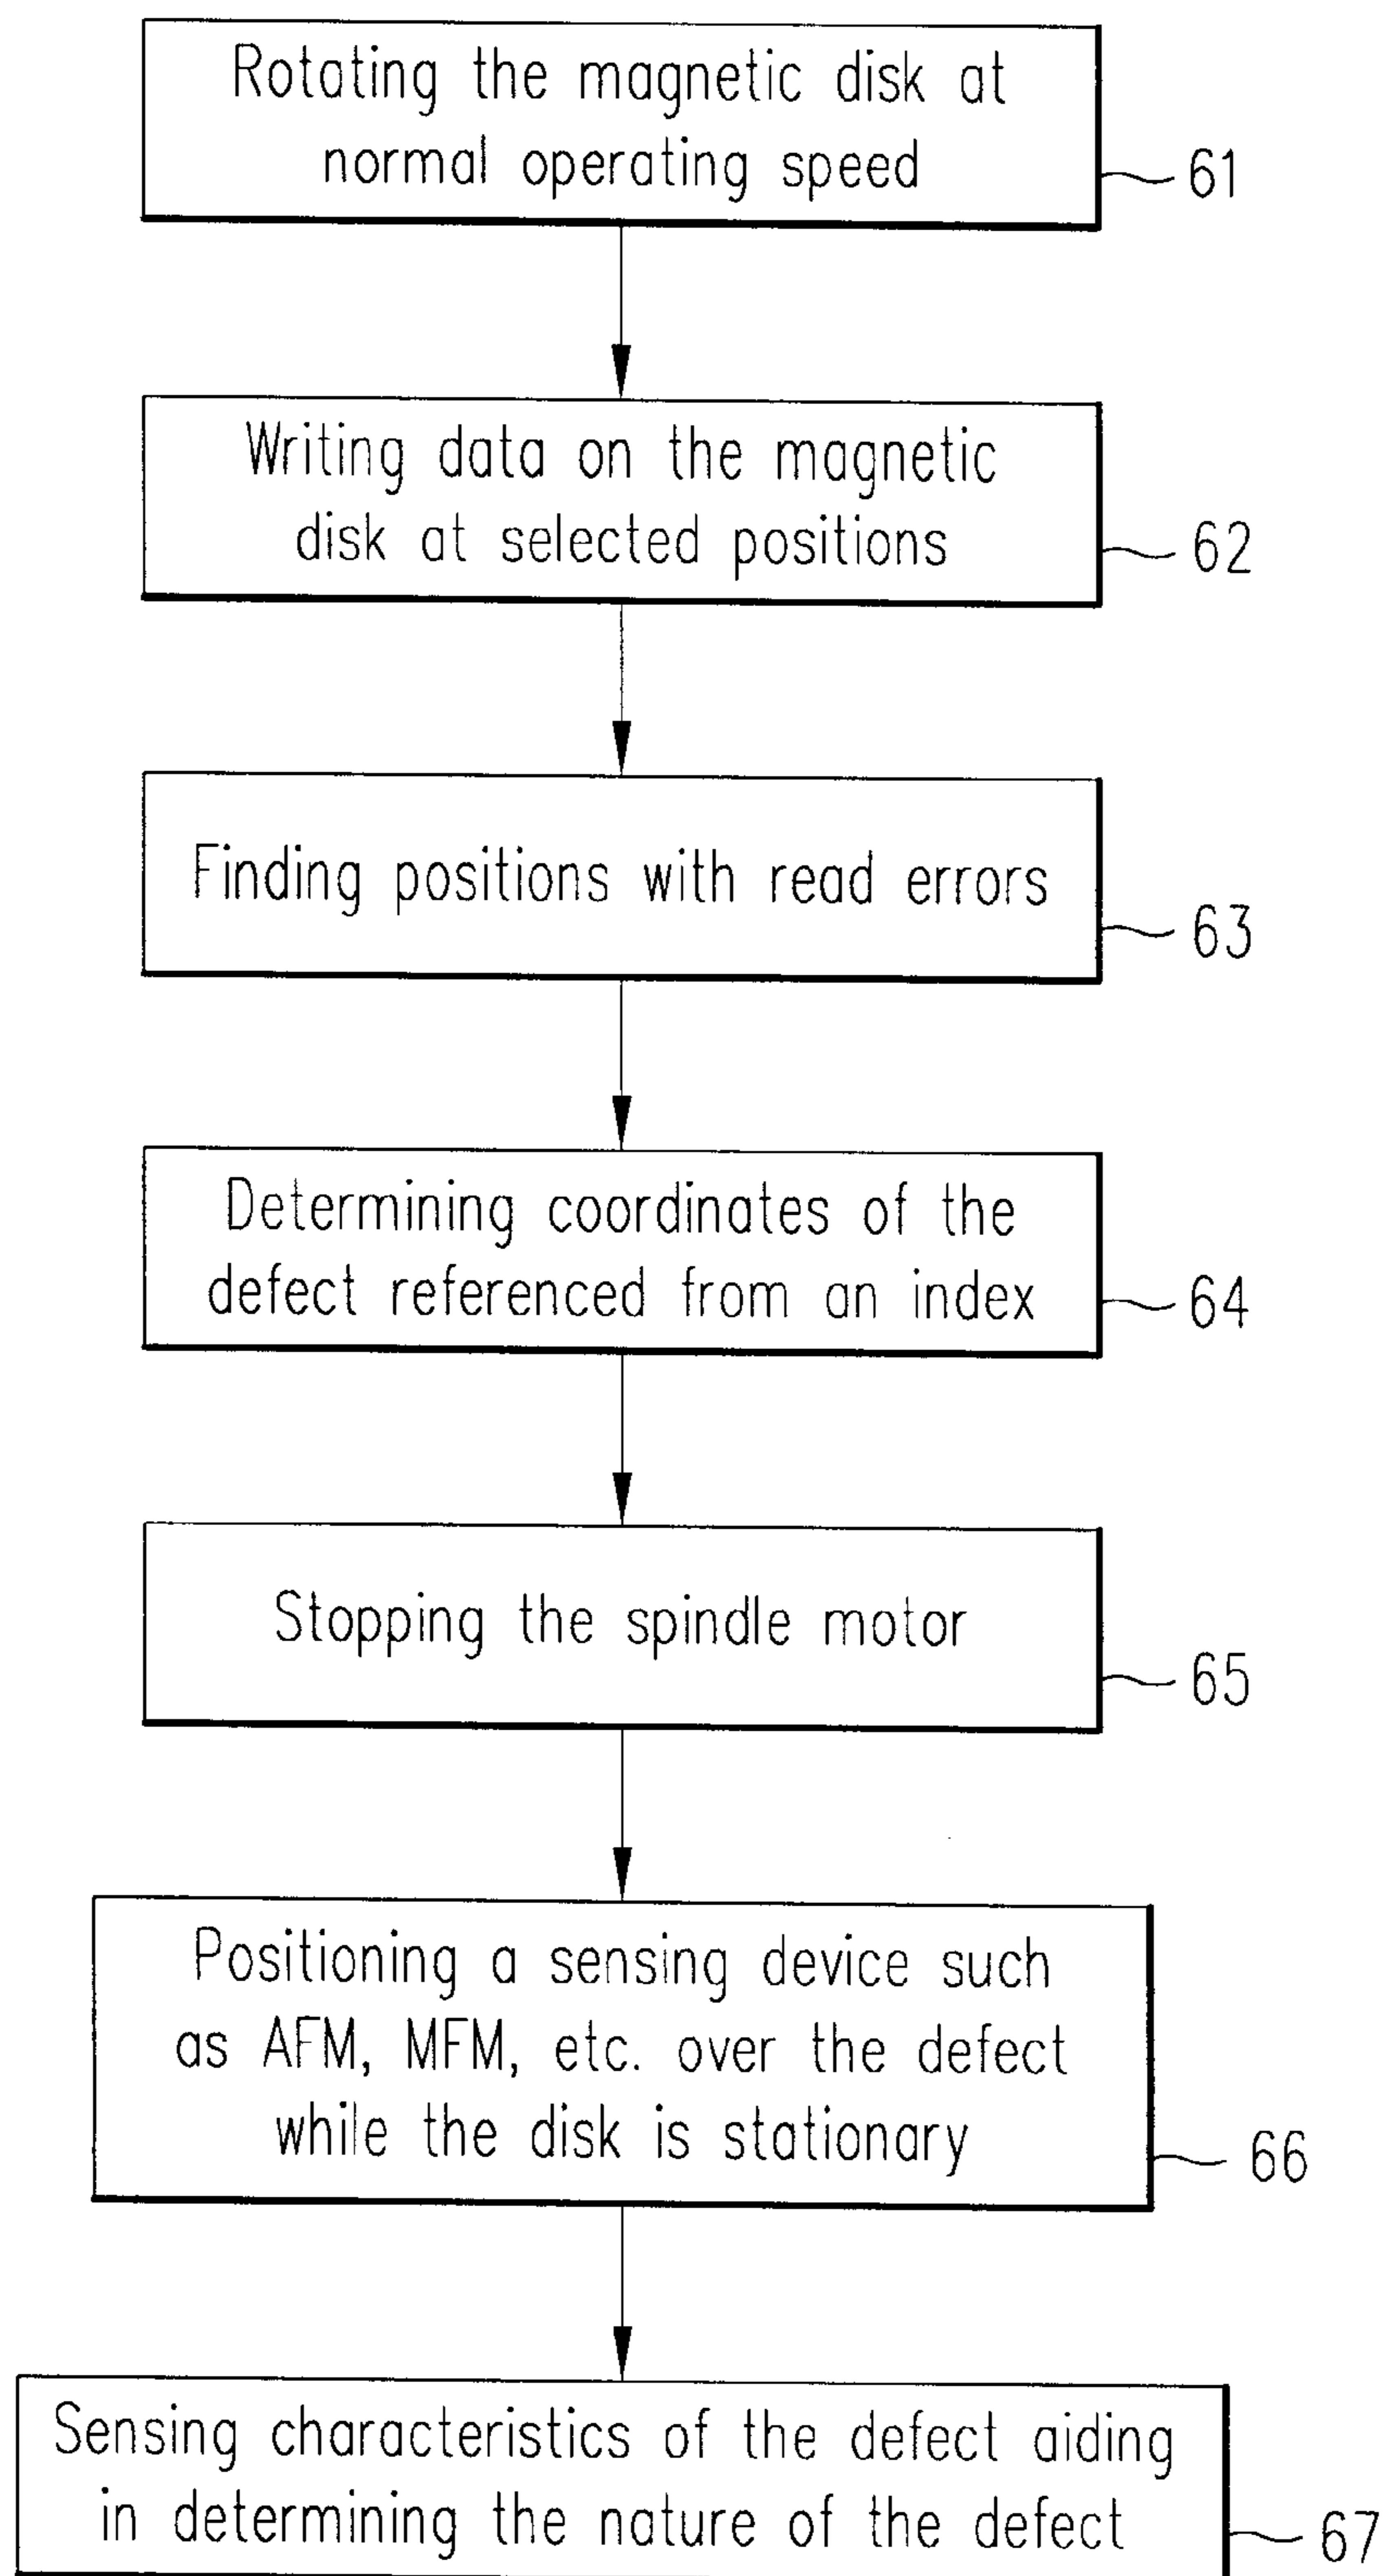 Rotating the magnetic disk at
normal operating speed
61
Writing data on the magnetic
disk at selected positions
62
Finding positions with read errors
63
Determining coordinates of the
defect referenced from an index
64
Stopping the spindle motor
65
Positioning a sensing device such
as AFM, MFM, etc. over the defect
while the disk is stationary
66
Sensing characteristics of the defect aiding
in determining the nature of the defect
67